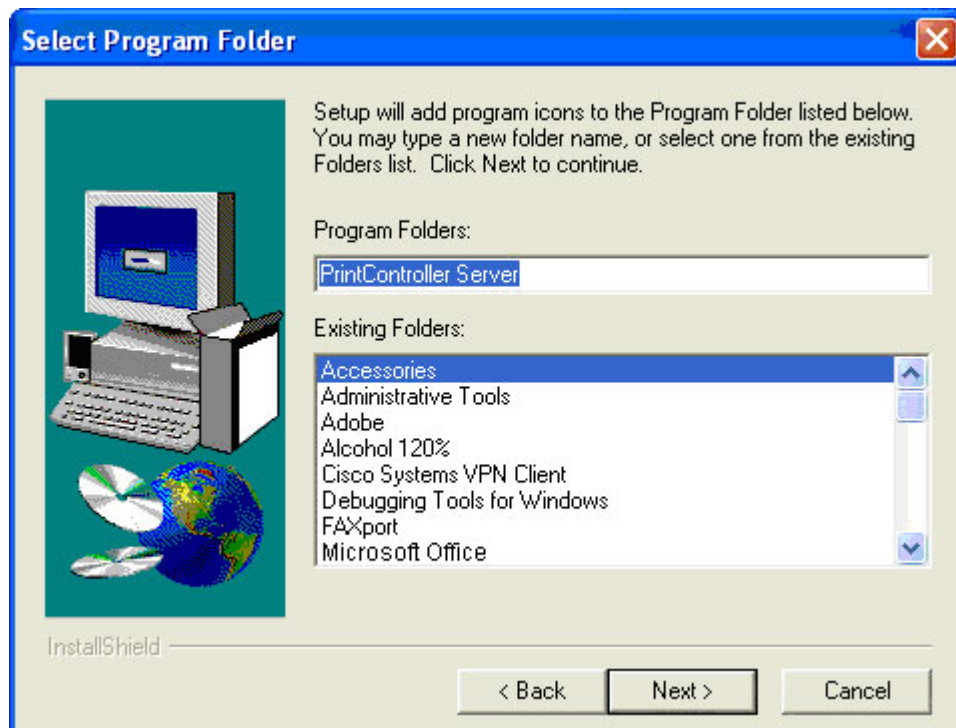 Select Program Folder
Setup will add program icons to the Program Folder listed below.
You may type a new folder name, or select one from the existing
Folders list.  Click Next to continue.
Program Folders:
PrintController Server
Existing Folders:
Accessories
Administrative Tools
Adobe
Alcohol 120%
Cisco Systems VPN Client
Debugging Tools for Windows
FAXport
Microsoft Office
InstallShield
< Back
Next >
Cancel